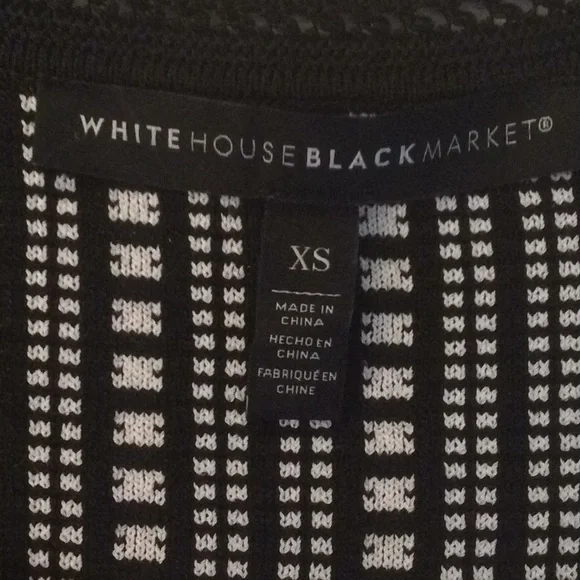 WHITE HOUSE BLACK MARKET®
XS
MADE IN
CHINA
HECHO EN
CHINA
FABRIQUÉ EN
CHINE